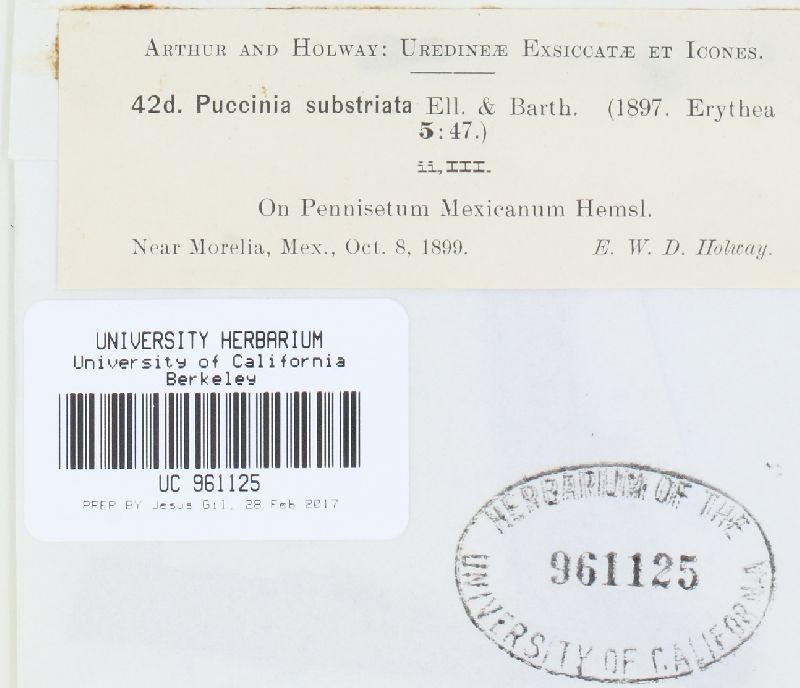 ARTHUR AND HOLWAY: UREDINEÆ EXSICCATÆ ET ICONES.
42d. Puccinia substriata Ell. & Barth. (1897. Erythea
5:47.)
ii, III.
On Pennisetum Mexicanum Hemsl.
Near Morelia, Mex., Oct. 8, 1899. E. W. D. Holway.
UNIVERSITY HERBARIUM
University of California
Berkeley
UC 961125
PREP BY Jesus Gil, 28 Feb 2017
HERBARIUM OF THE
961125
UNIVERSITY OF CALIFORNIA